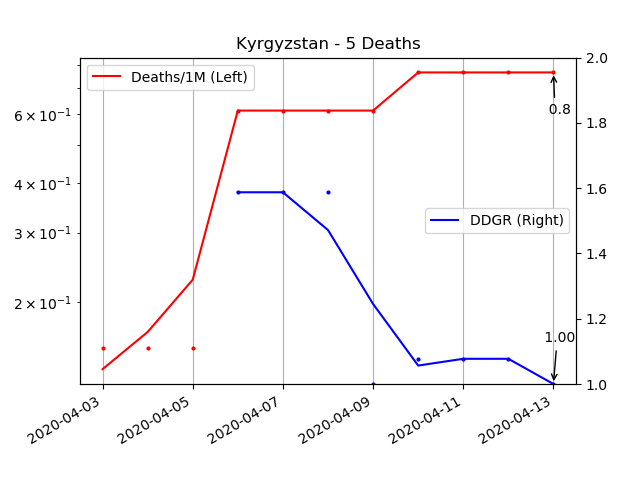 Kyrgyzstan - 5 Deaths
Deaths/1M (Left)
DDGR (Right)
6 × 10⁻¹
4 × 10⁻¹
3 × 10⁻¹
2 × 10⁻¹
2.0
1.8
1.6
1.4
1.2
1.0
0.8
1.00
2020-04-03
2020-04-05
2020-04-07
2020-04-09
2020-04-11
2020-04-13